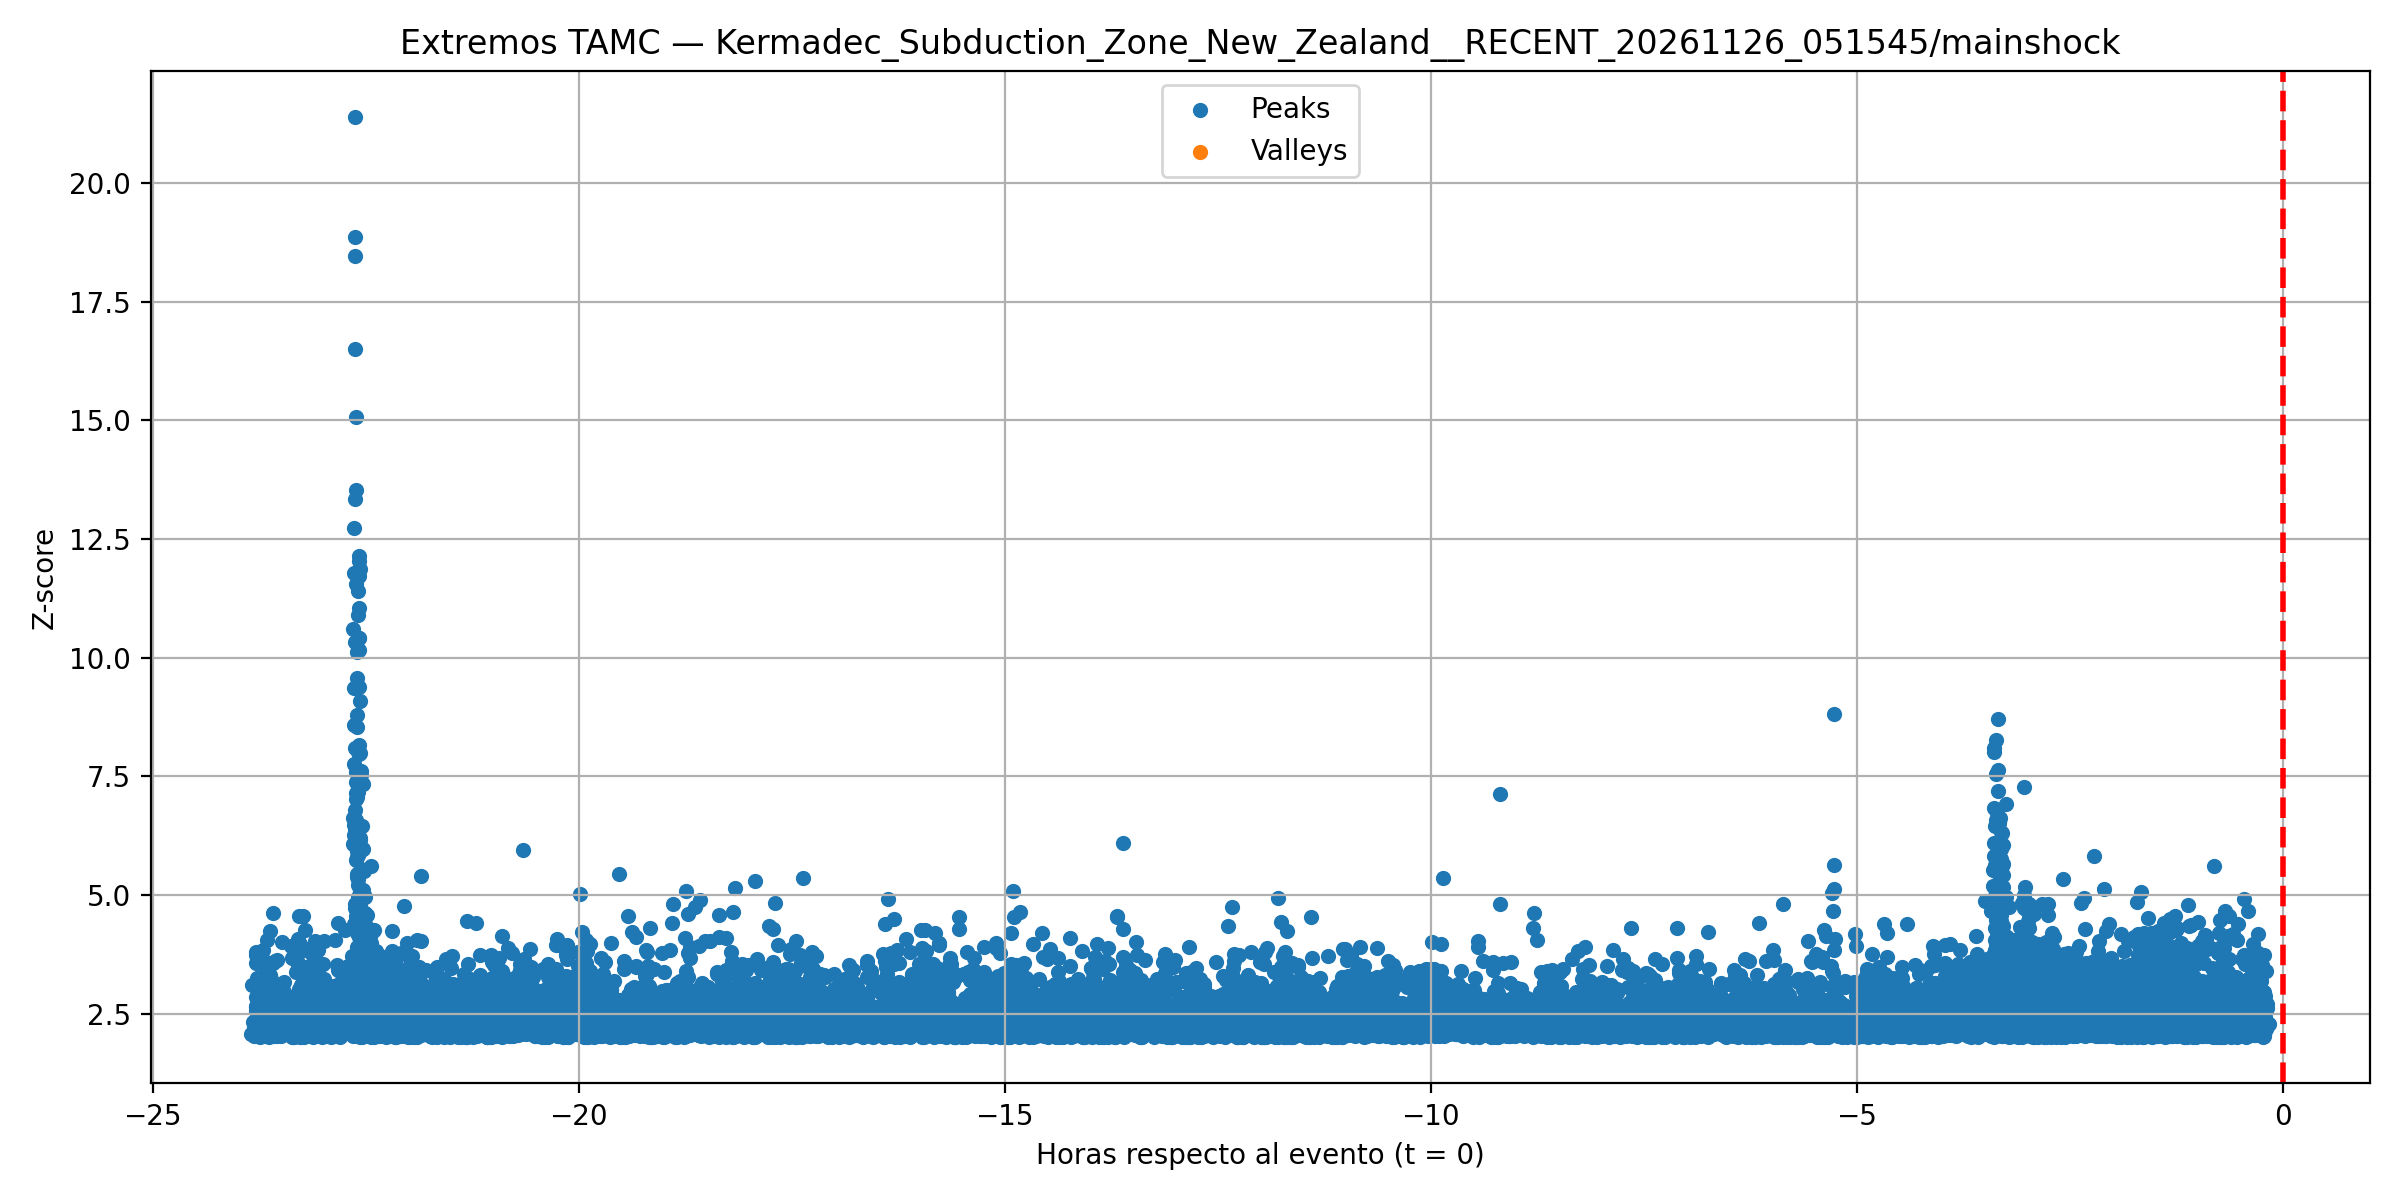 Extremos TAMC — Kermadec_Subduction_Zone_New_Zealand__RECENT_20261126_051545/mainshock
Peaks
Valleys
20.0
17.5
15.0
12.5
10.0
7.5
5.0
2.5
Z-score
−25 −20 −15 −10 −5 0
Horas respecto al evento (t = 0)